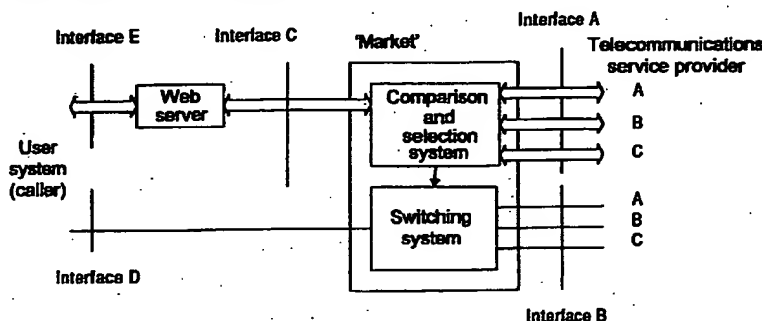 Interface A
Interface E
Interface C
'Market'
Telecommunications
service provider
Web
server
Comparison
and
selection
system
A
B
C
User
system
(caller)
Switching
system
A
B
C
Interface D
Interface B